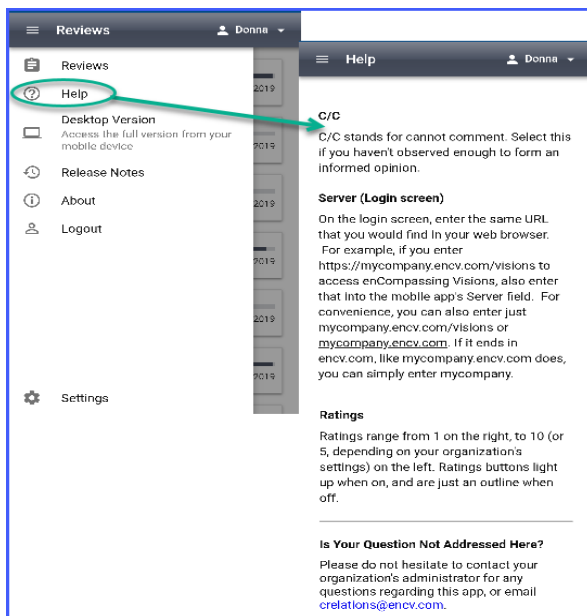 Reviews
Donna
Reviews
Help
Desktop Version
Access the full version from your
mobile device
Release Notes
About
Logout
Settings
2019
2019
2019
2019
2019
2019
Help
Donna
C/C
C/C stands for cannot comment. Select this
if you haven't observed enough to form an
informed opinion.
Server (Login screen)
On the login screen, enter the same URL
that you would find in your web browser.
For example, if you enter
https://mycompany.encv.com/visions to
access enCompassing Visions, also enter
that into the mobile app's Server field. For
convenience, you can also enter just
mycompany.encv.com/visions or
mycompany.encv.com. If it ends in
encv.com, like mycompany.encv.com does,
you can simply enter mycompany.
Ratings
Ratings range from 1 on the right, to 10 (or
5, depending on your organization's
settings) on the left. Ratings buttons light
up when on, and are just an outline when
off.
Is Your Question Not Addressed Here?
Please do not hesitate to contact your
organization's administrator for any
questions regarding this app, or email
crelations@encv.com.